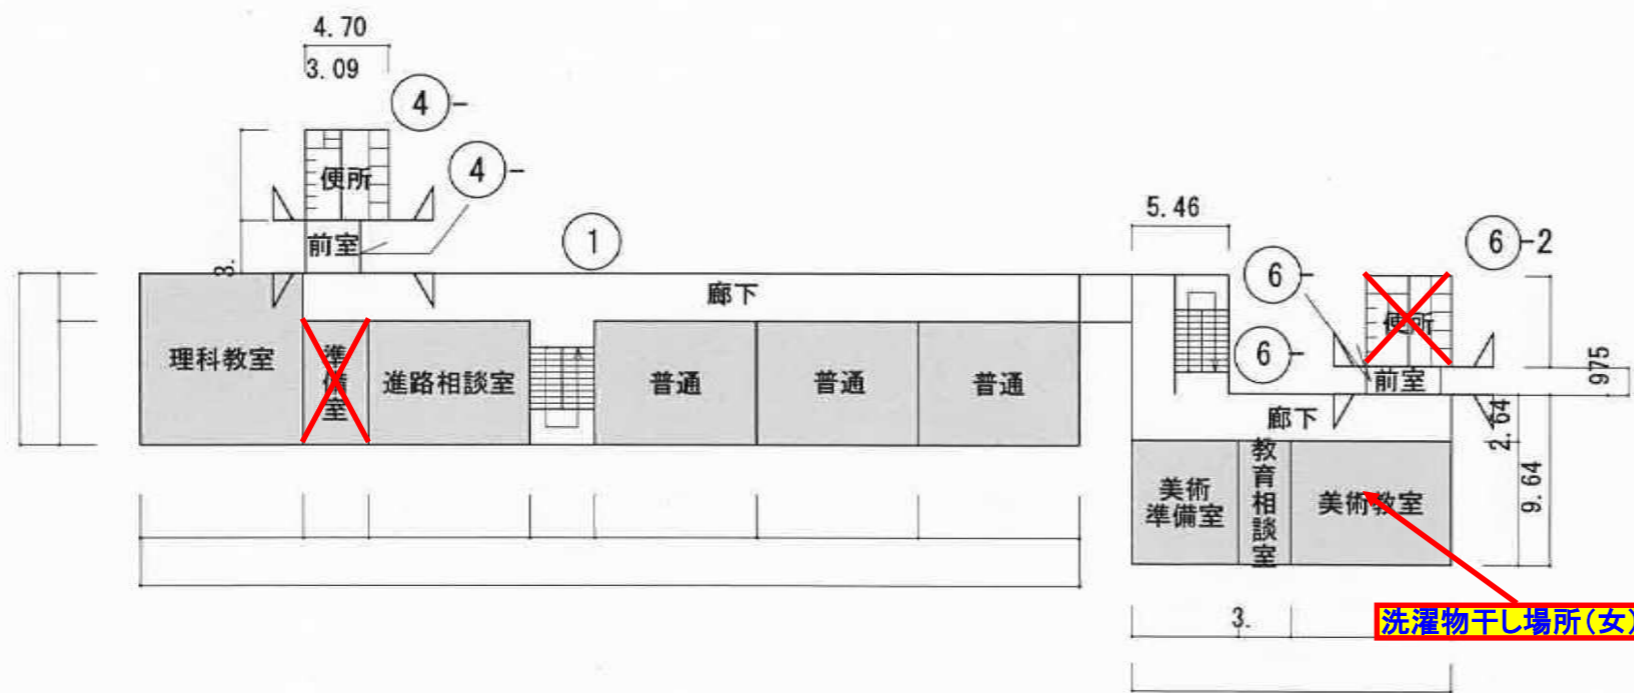 4.70
3.09
4-
便所
4-
前室
3.
1
廊下
理科教室
準備室
進路相談室
普通
普通
普通
5.46
6-2
6-
便所
6-
前室
975
廊下
2.64
9.64
美術
準備室
教育相談室
美術教室
3.
洗濯物干し場所(女)